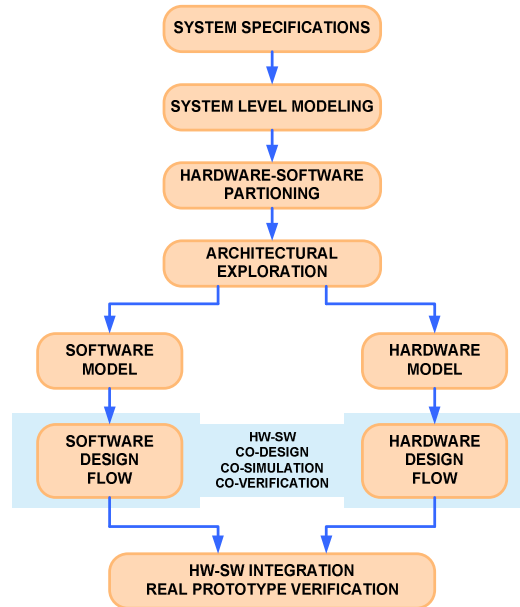 SYSTEM SPECIFICATIONS
SYSTEM LEVEL MODELING
HARDWARE-SOFTWARE
PARTIONING
ARCHITECTURAL
EXPLORATION
SOFTWARE
MODEL
HARDWARE
MODEL
SOFTWARE
DESIGN
FLOW
HW-SW
CO-DESIGN
CO-SIMULATION
CO-VERIFICATION
HARDWARE
DESIGN
FLOW
HW-SW INTEGRATION
REAL PROTOTYPE VERIFICATION